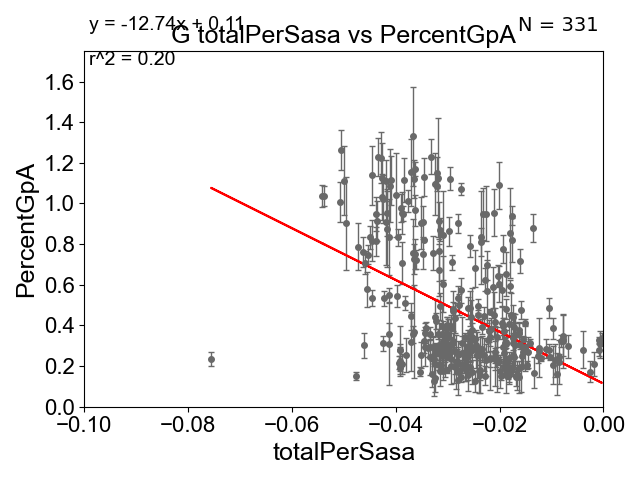 y = -12.74x + 0.11
N = 331
G totalPerSasa vs PercentGpA
r^2 = 0.20
PercentGpA
1.6
1.4
1.2
1.0
0.8
0.6
0.4
0.2
0.0
−0.10 −0.08 −0.06 −0.04 −0.02 0.00
totalPerSasa